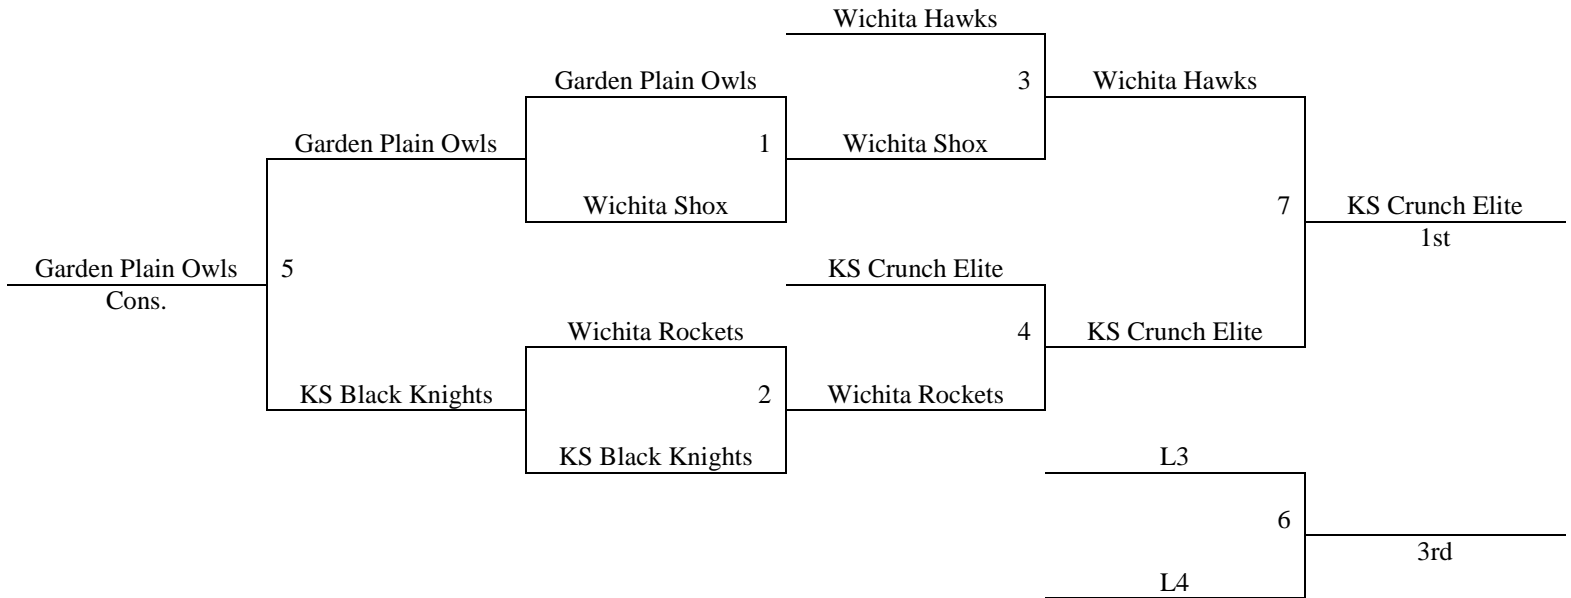 Wichita Hawks
Garden Plain Owls
3
Wichita Hawks
Garden Plain Owls
1
Wichita Shox
Wichita Shox
7
KS Crunch Elite
1st
Garden Plain Owls
5
KS Crunch Elite
Cons.
Wichita Rockets
4
KS Crunch Elite
KS Black Knights
2
Wichita Rockets
KS Black Knights
L3
6
3rd
L4